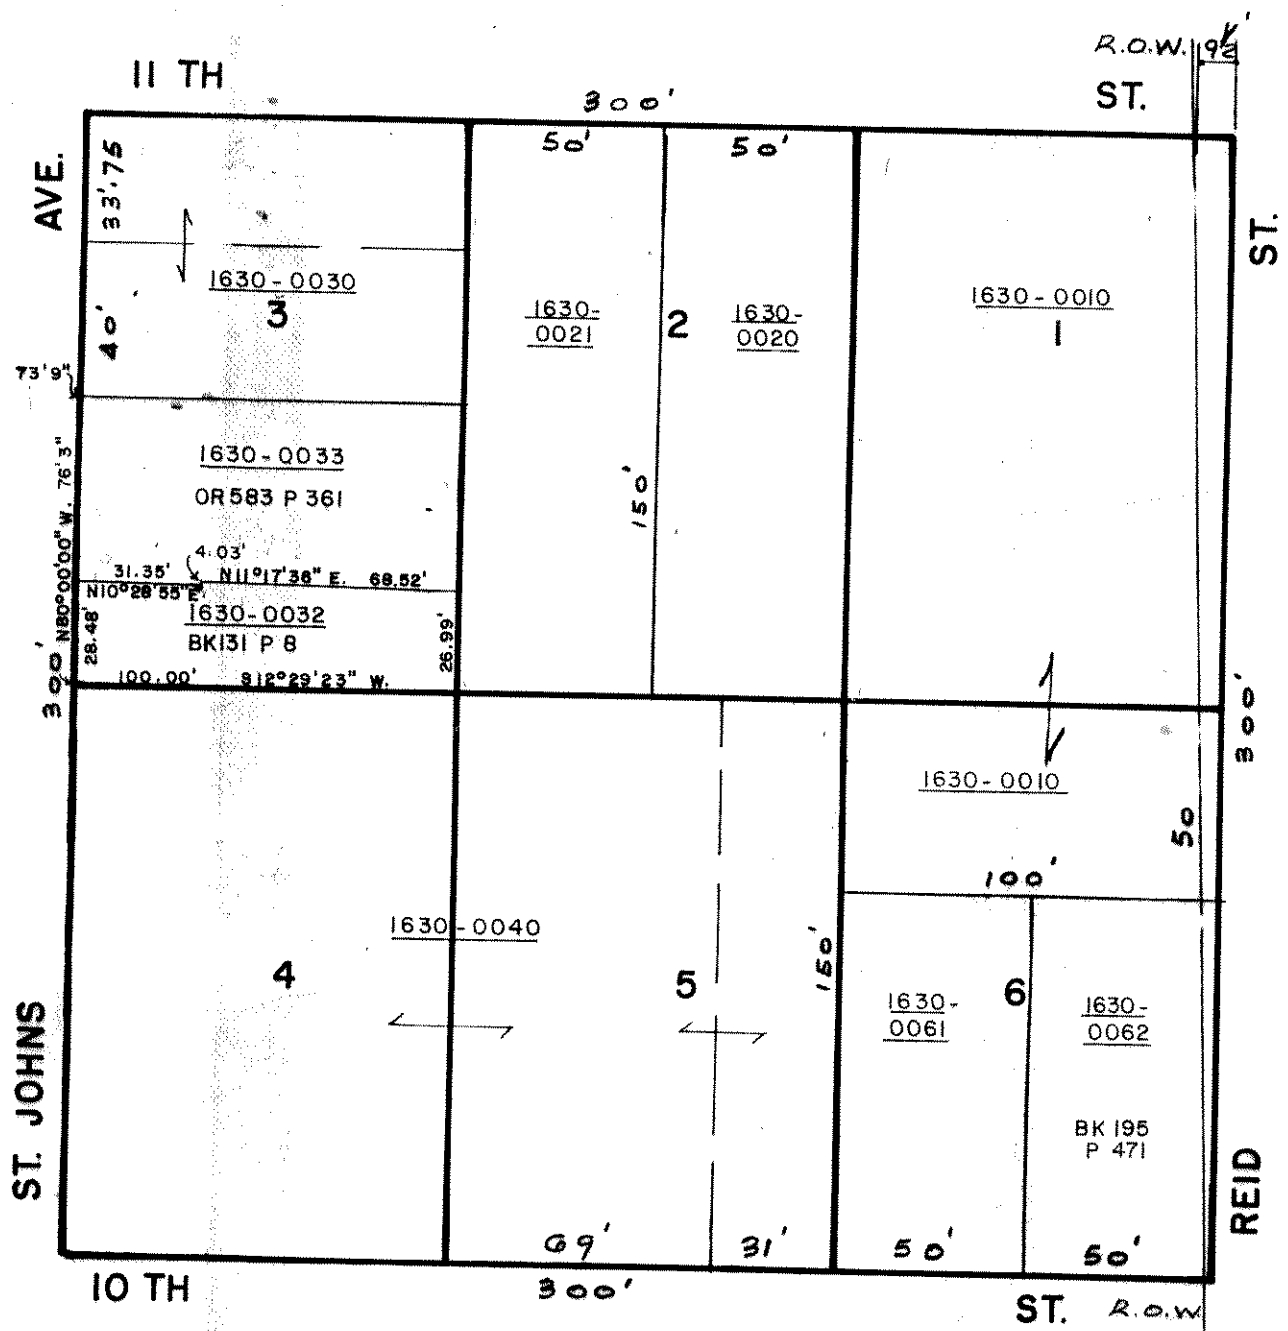 R.O.W.
11 TH
300'
ST.
AVE.
33'.75
50'
50'
ST.
1630-0030
3
40'
1630-
0021
2
1630-
0020
1630-0010
1
73'9"
1630-0033
OR 583 P 361
N80°00'00" W. 76'3"
150'
4.03'
31.35'
N11°17'36" E. 68.52'
N10°28'55" E.
1630-0032
BK131 P 8
28.48'
26.99'
100.00' S12°29'23" W.
300'
300'
1630-0010
50
100'
1630-0040
4
5
150'
6
1630-
0061
1630-
0062
BK 195
P 471
ST. JOHNS
REID
69'
31'
50'
50'
10 TH
300'
ST.
R.O.W